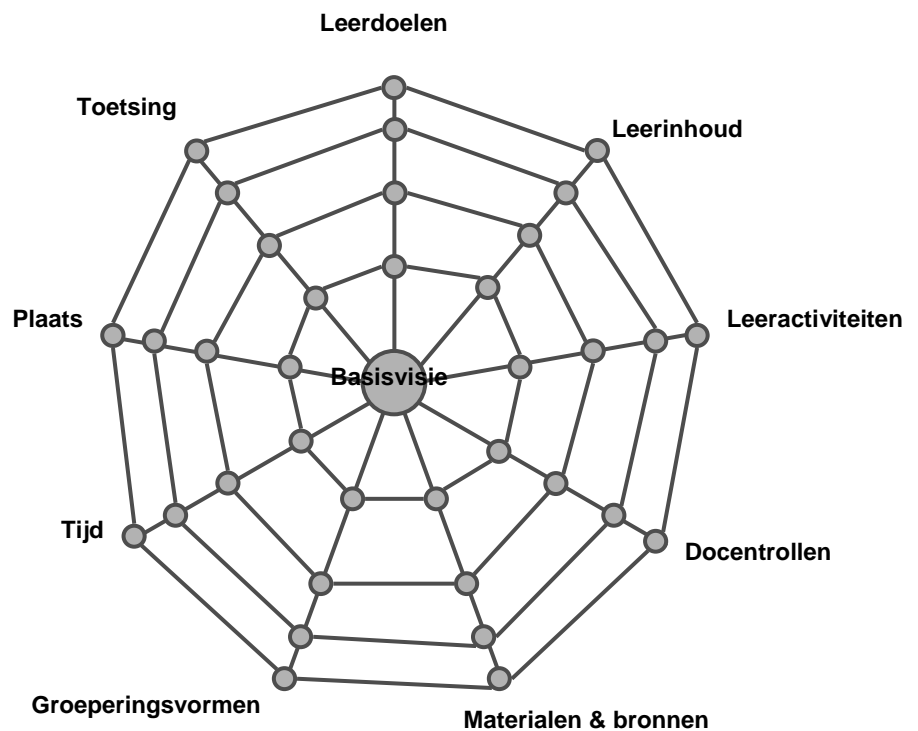 Leerdoelen
Toetsing
Leerinhoud
Plaats
Leeractiviteiten
Basisvisie
Tijd
Docentrollen
Groeperingsvormen
Materialen & bronnen